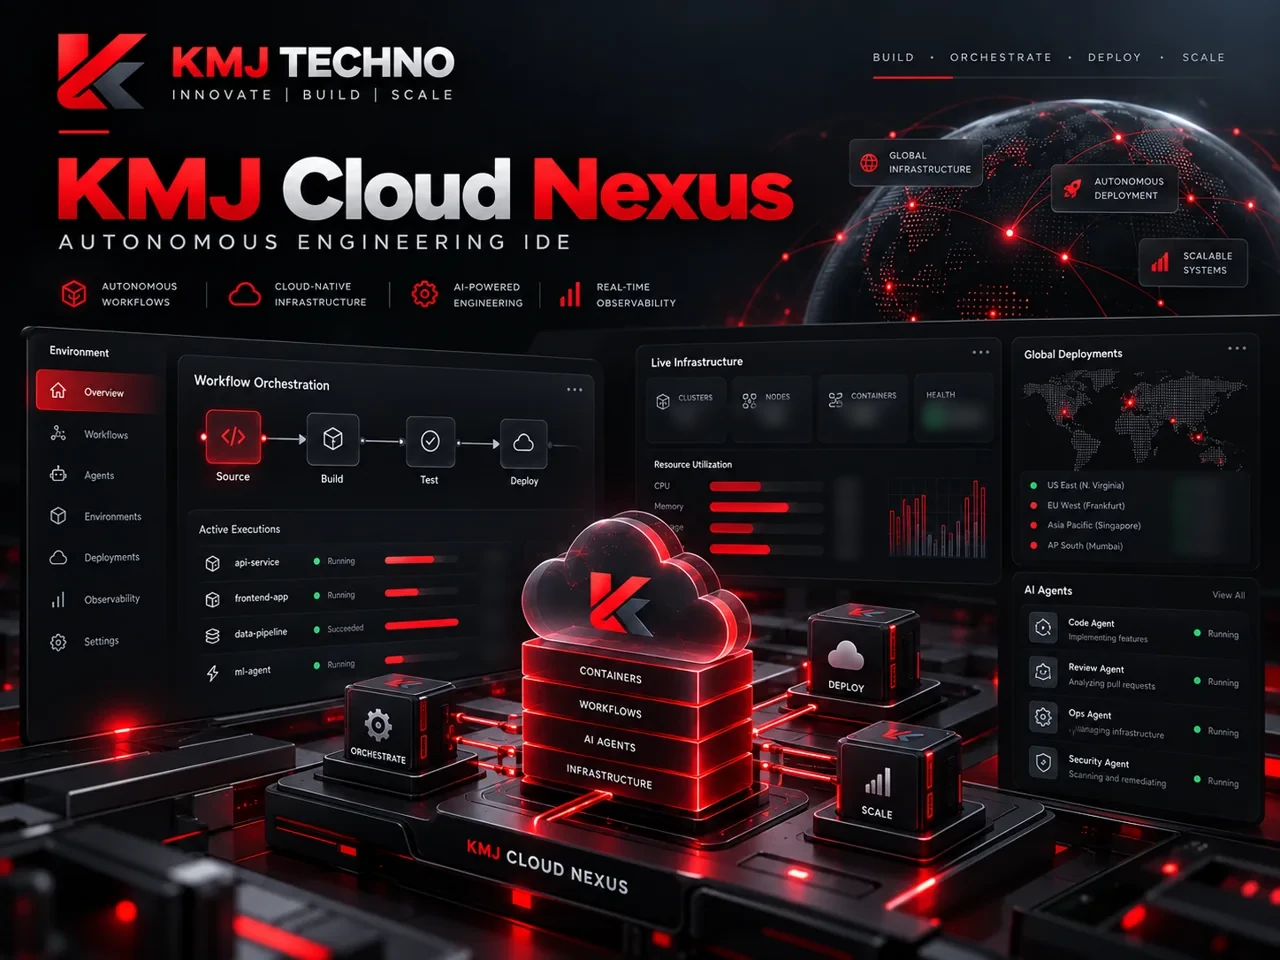 KMJ TECHNO
INNOVATE | BUILD | SCALE
BUILD · ORCHESTRATE · DEPLOY · SCALE
KMJ Cloud Nexus
AUTONOMOUS ENGINEERING IDE
AUTONOMOUS
WORKFLOWS
CLOUD-NATIVE
INFRASTRUCTURE
AI-POWERED
ENGINEERING
REAL-TIME
OBSERVABILITY
GLOBAL
INFRASTRUCTURE
AUTONOMOUS
DEPLOYMENT
SCALABLE
SYSTEMS
Environment
Overview
Workflows
Agents
Environments
Deployments
Observability
Settings
Workflow Orchestration
Source
Build
Test
Deploy
Active Executions
api-service Running
frontend-app Running
data-pipeline Succeeded
ml-agent Running
Live Infrastructure
CLUSTERS
NODES
CONTAINERS
HEALTH
Resource Utilization
CPU
Memory
Global Deployments
US East (N. Virginia)
EU West (Frankfurt)
Asia Pacific (Singapore)
AP South (Mumbai)
AI Agents
View All
Code Agent
Implementing features
Running
Review Agent
Analyzing pull requests
Running
Ops Agent
Managing infrastructure
Running
Security Agent
Scanning and remediating
Running
CONTAINERS
WORKFLOWS
AI AGENTS
INFRASTRUCTURE
ORCHESTRATE
DEPLOY
SCALE
KMJ CLOUD NEXUS